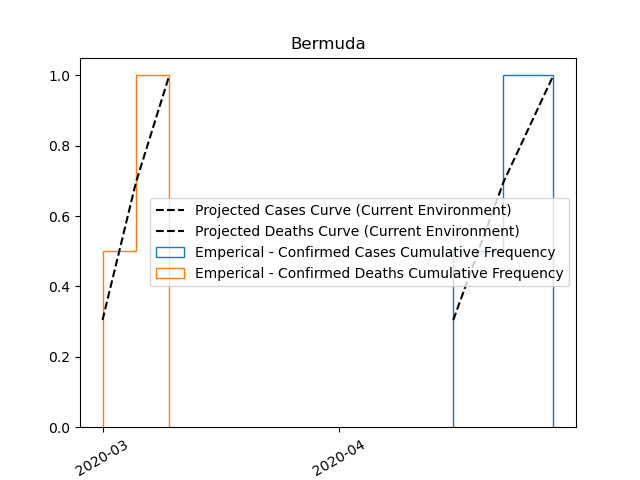 Bermuda
1.0
0.8
0.6
0.4
0.2
0.0
Projected Cases Curve (Current Environment)
Projected Deaths Curve (Current Environment)
Emperical - Confirmed Cases Cumulative Frequency
Emperical - Confirmed Deaths Cumulative Frequency
2020-03
2020-04